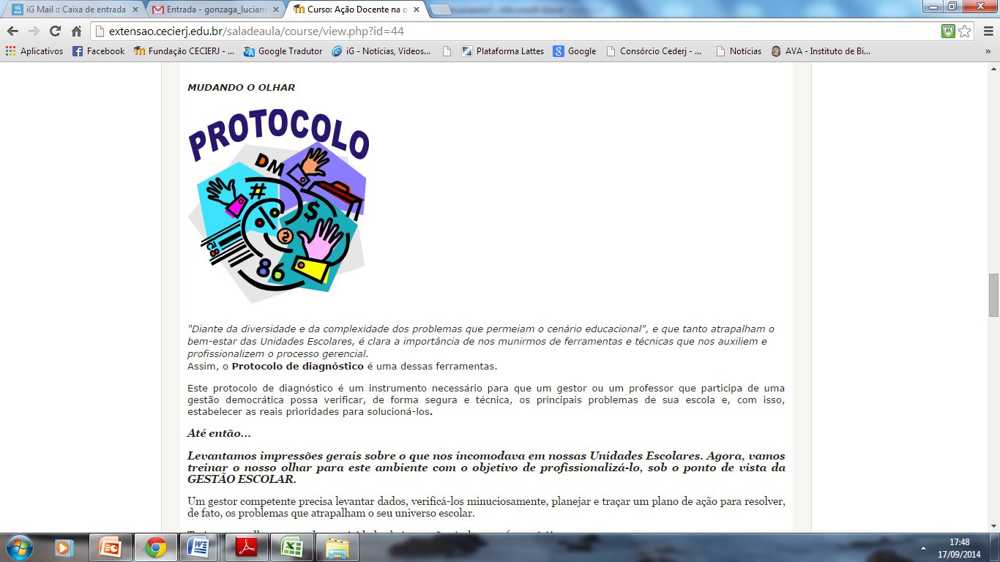 iG Mail :: Caixa de entrada
Entrada - gonzaga_luciano
Curso: Ação Docente na o
Microsoft Word
extensao.cecierj.edu.br/saladeaula/course/view.php?id=44
Aplicativos
Facebook
Fundação CECIERJ - ...
Google Tradutor
iG - Notícias, Vídeos...
Plataforma Lattes
Google
Consórcio Cederj - ...
Notícias
AVA - Instituto de Bi...
»
MUDANDO O OLHAR
PROTOCOLO
DM
#
%
$
2
58
86
"Diante da diversidade e da complexidade dos problemas que permeiam o cenário educacional", e que tanto atrapalham o
bem-estar das Unidades Escolares, é clara a importância de nos munirmos de ferramentas e técnicas que nos auxiliem e
profissionalizem o processo gerencial.
Assim, o Protocolo de diagnóstico é uma dessas ferramentas.
Este protocolo de diagnóstico é um instrumento necessário para que um gestor ou um professor que participa de uma
gestão democrática possa verificar, de forma segura e técnica, os principais problemas de sua escola e, com isso,
estabelecer as reais prioridades para solucioná-los.
Até então...
Levantamos impressões gerais sobre o que nos incomodava em nossas Unidades Escolares. Agora, vamos
treinar o nosso olhar para este ambiente com o objetivo de profissionalizá-lo, sob o ponto de vista da
GESTÃO ESCOLAR.
Um gestor competente precisa levantar dados, verificá-los minuciosamente, planejar e traçar um plano de ação para resolver,
de fato, os problemas que atrapalham o seu universo escolar.
17:48
17/09/2014